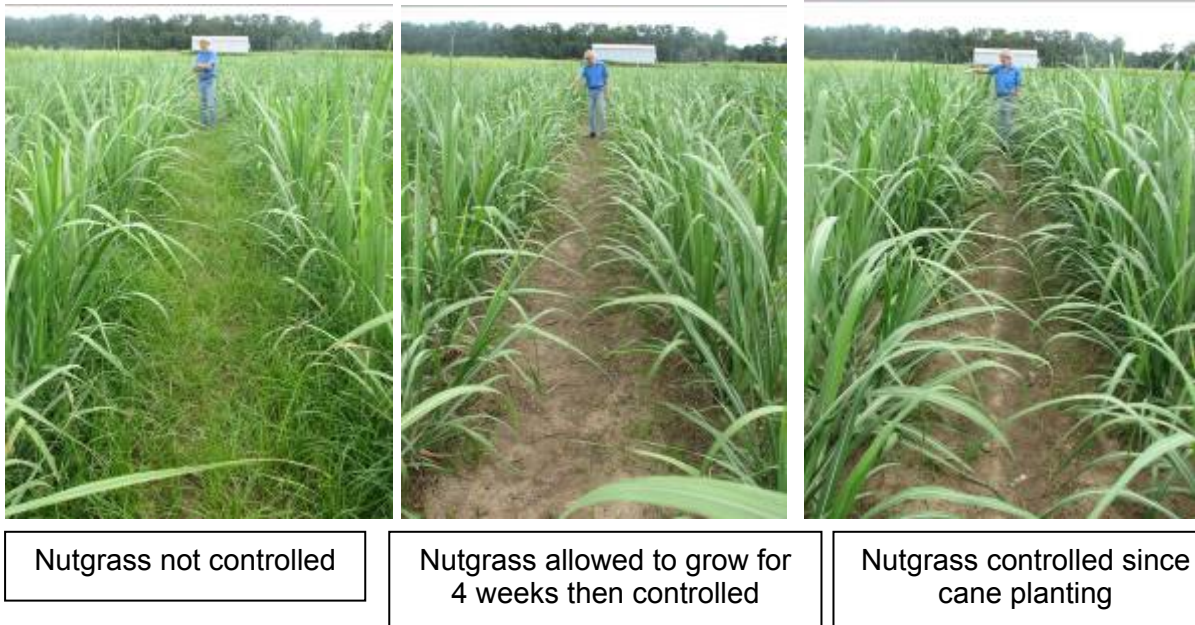 Nutgrass not controlled
Nutgrass allowed to grow for
4 weeks then controlled
Nutgrass controlled since
cane planting